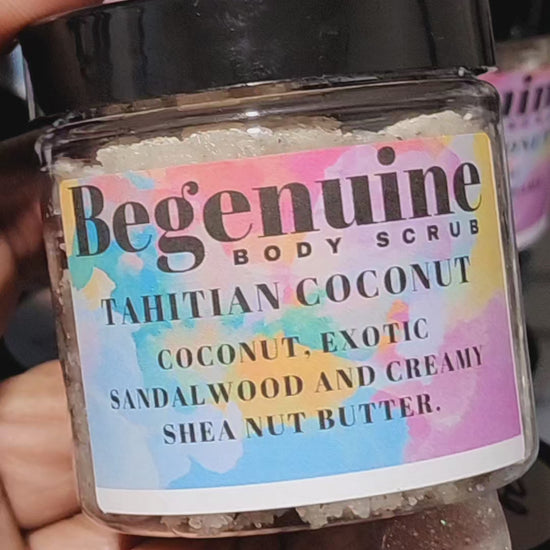 Begenuine
BODY SCRUB
TAHITIAN COCONUT
COCONUT, EXOTIC
SANDALWOOD AND CREAMY
SHEA NUT BUTTER.